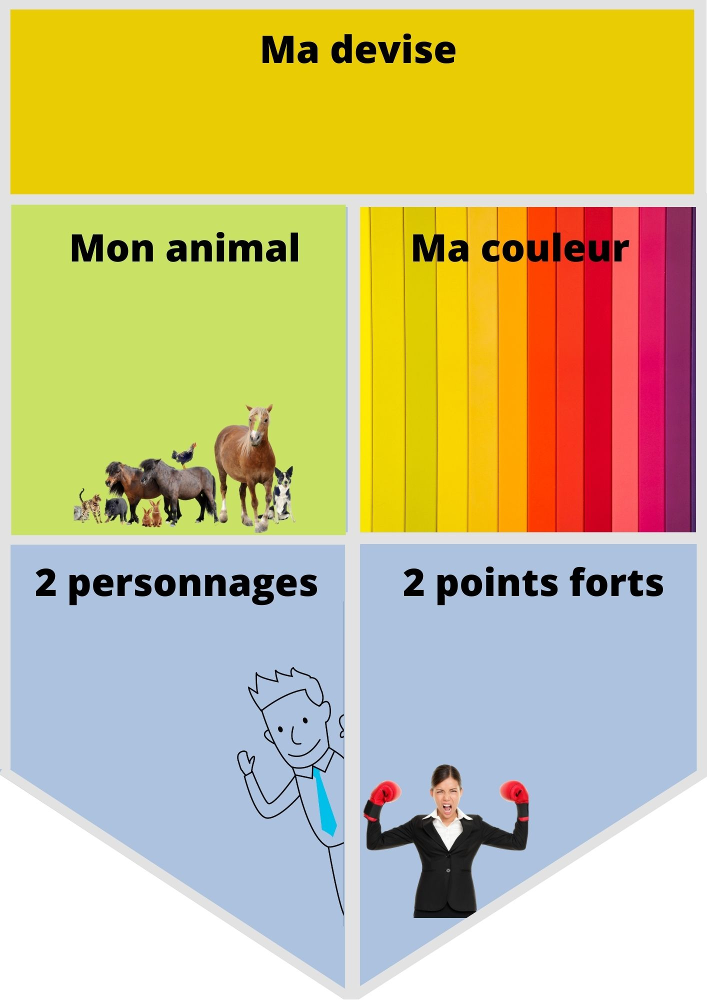 Ma devise
Mon animal
Ma couleur
2 personnages
2 points forts